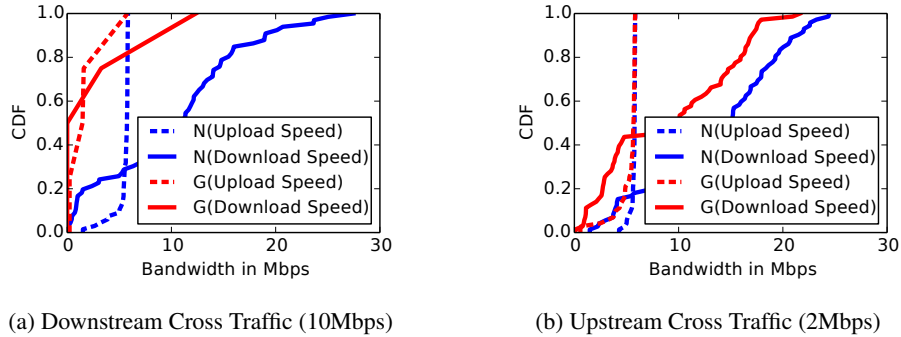 1.0
0.8
0.6
0.4
0.2
0.0
CDF
N(Upload Speed)
N(Download Speed)
G(Upload Speed)
G(Download Speed)
0 10 20 30
Bandwidth in Mbps
(a) Downstream Cross Traffic (10Mbps)
1.0
0.8
0.6
0.4
0.2
0.0
CDF
N(Upload Speed)
N(Download Speed)
G(Upload Speed)
G(Download Speed)
0 10 20 30
Bandwidth in Mbps
(b) Upstream Cross Traffic (2Mbps)